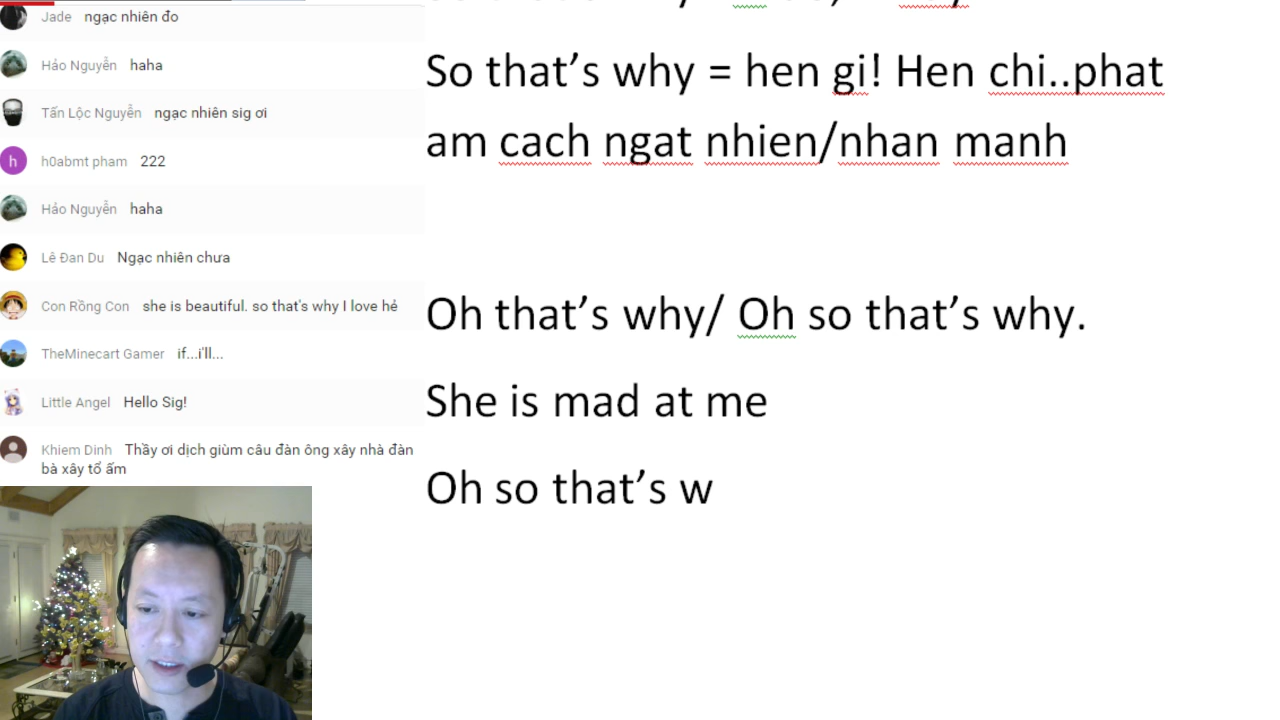 Jade ngạc nhiên đo
Hảo Nguyễn haha
Tấn Lộc Nguyễn ngạc nhiên sig ơi
h h0abmt pham 222
Hảo Nguyễn haha
Lê Đan Du Ngạc nhiên chưa
Con Rồng Con she is beautiful. so that's why I love hẻ
TheMinecart Gamer if...i'll...
Little Angel Hello Sig!
Khiem Dinh Thầy ơi dịch giùm câu đàn ông xây nhà đàn
bà xây tổ ấm
So that’s why = hen gi! Hen chi..phat
am cach ngat nhien/nhan manh
Oh that’s why/ Oh so that’s why.
She is mad at me
Oh so that’s w